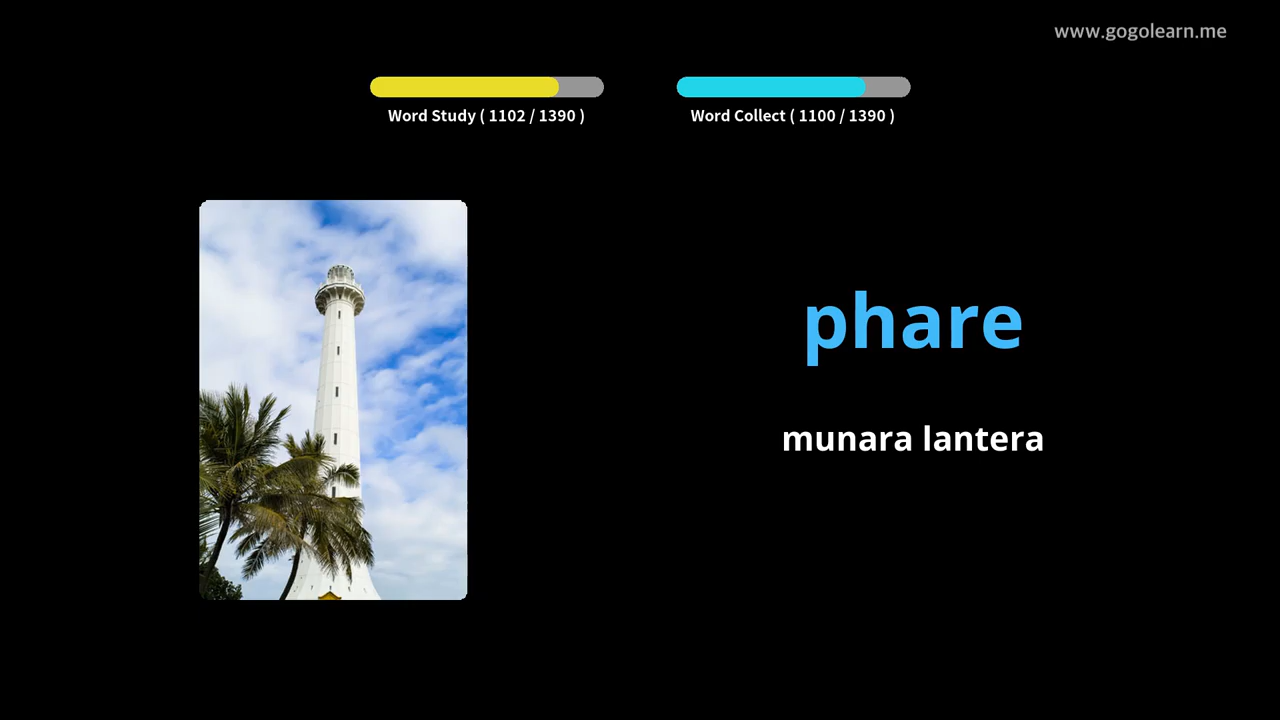 www.gogolearn.me
Word Study ( 1102 / 1390 )
Word Collect ( 1100 / 1390 )
phare
munara lantera